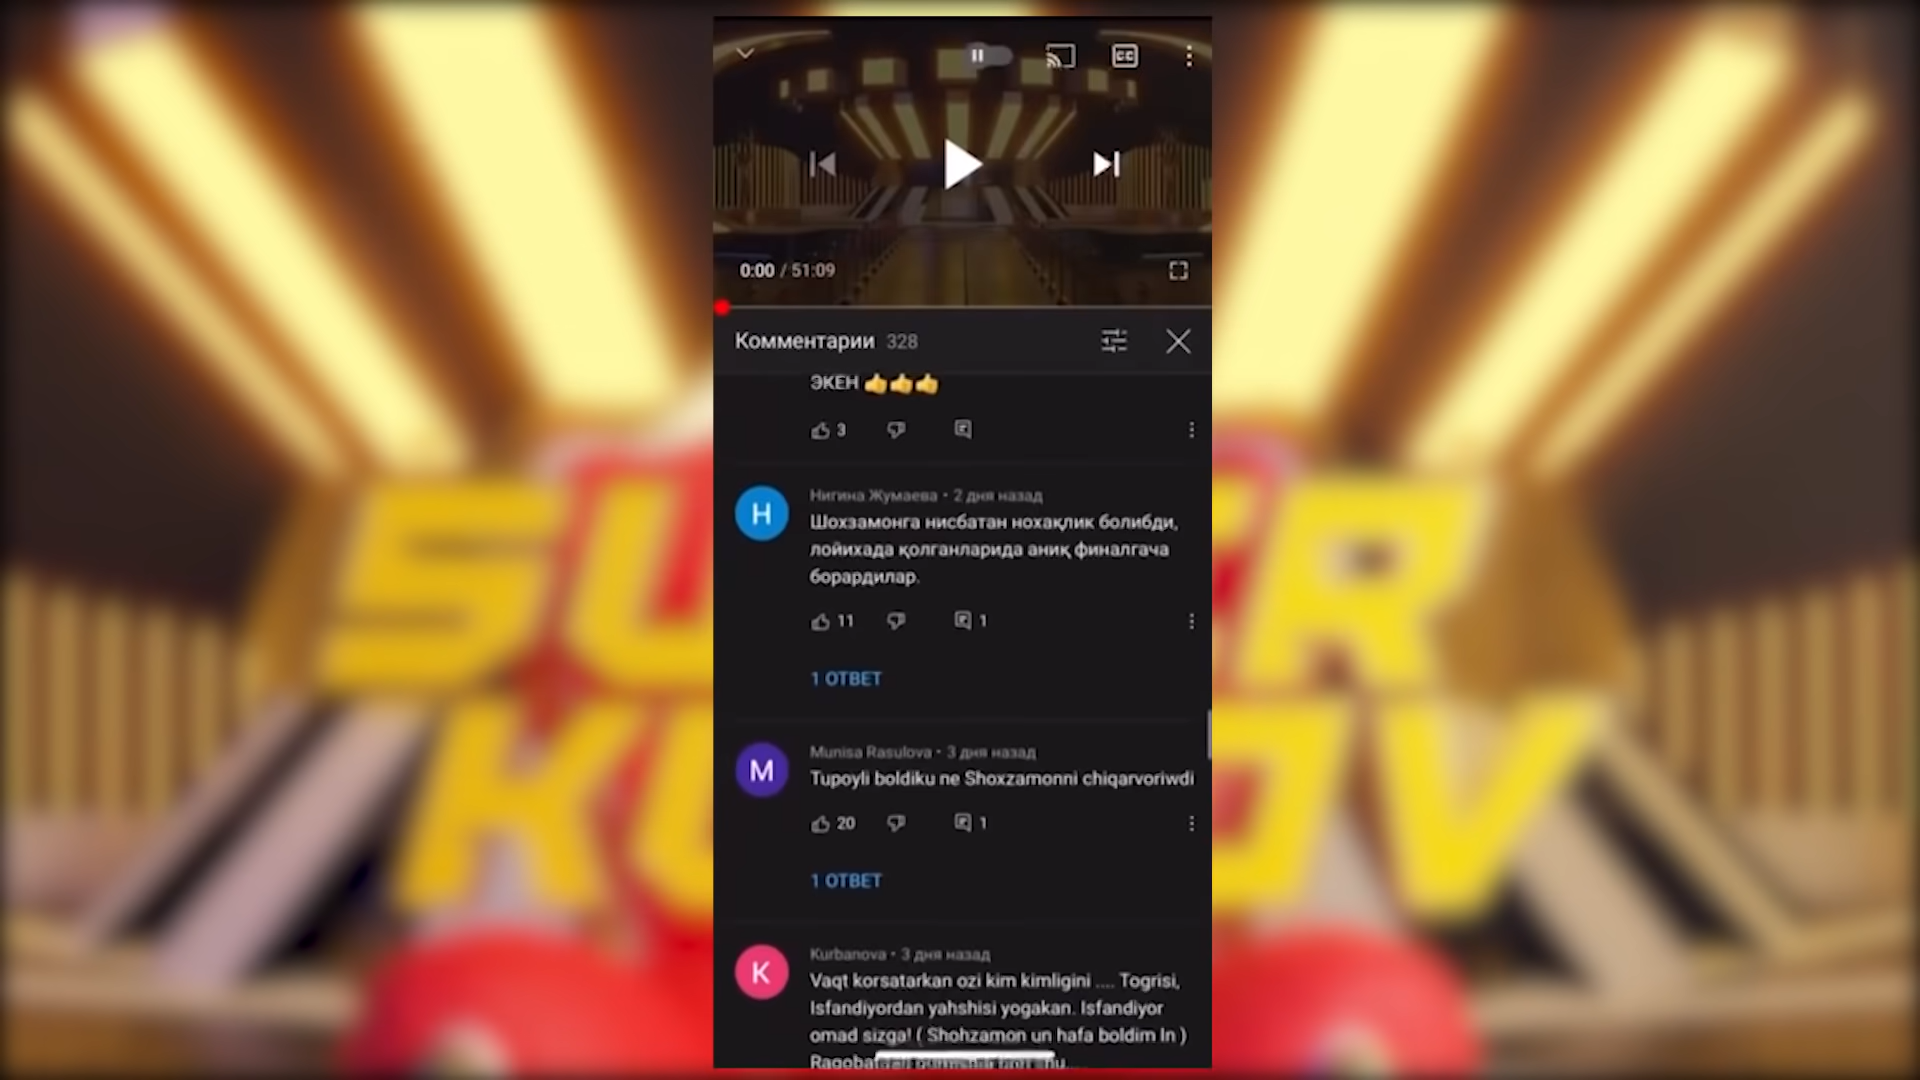 0:00 / 51:09
Комментарии 328
ЭКЕН 👍👍👍
3
Нигина Жумаева • 2 дня назад
Шохзамонга нисбатан нохақлик болибди,
лойихада қолганларида аниқ финалгача
борардилар.
11 1
1 ОТВЕТ
Munisa Rasulova • 3 дня назад
Tupoyli boldiku ne Shoxzamonni chiqarvoriwdi
20 1
1 ОТВЕТ
Kurbanova • 3 дня назад
Vaqt korsatarkan ozi kim kimligini .... Togrisi,
Isfandiyordan yahshisi yogakan. Isfandiyor
omad sizga! ( Shohzamon un hafa boldim ln )